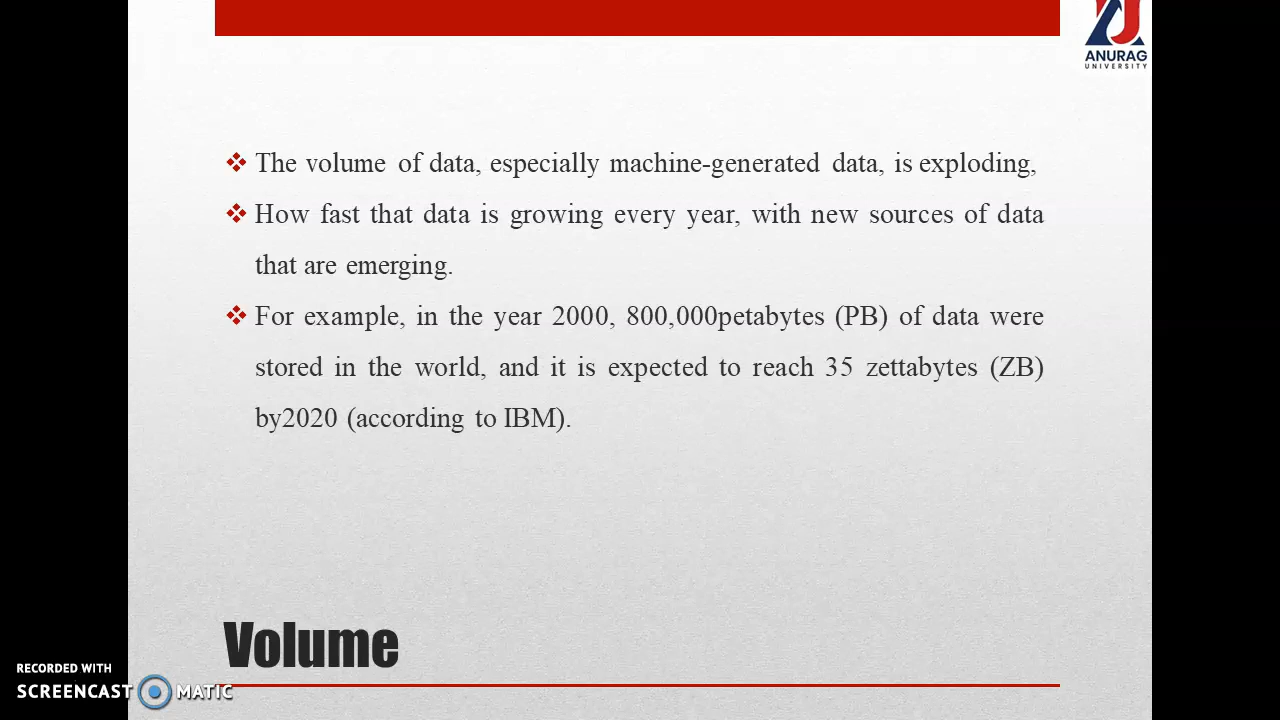 ANURAG
UNIVERSITY
The volume of data, especially machine-generated data, is exploding,
How fast that data is growing every year, with new sources of data
that are emerging.
For example, in the year 2000, 800,000petabytes (PB) of data were
stored in the world, and it is expected to reach 35 zettabytes (ZB)
by2020 (according to IBM).
Volume
RECORDED WITH
SCREENCAST MATIC